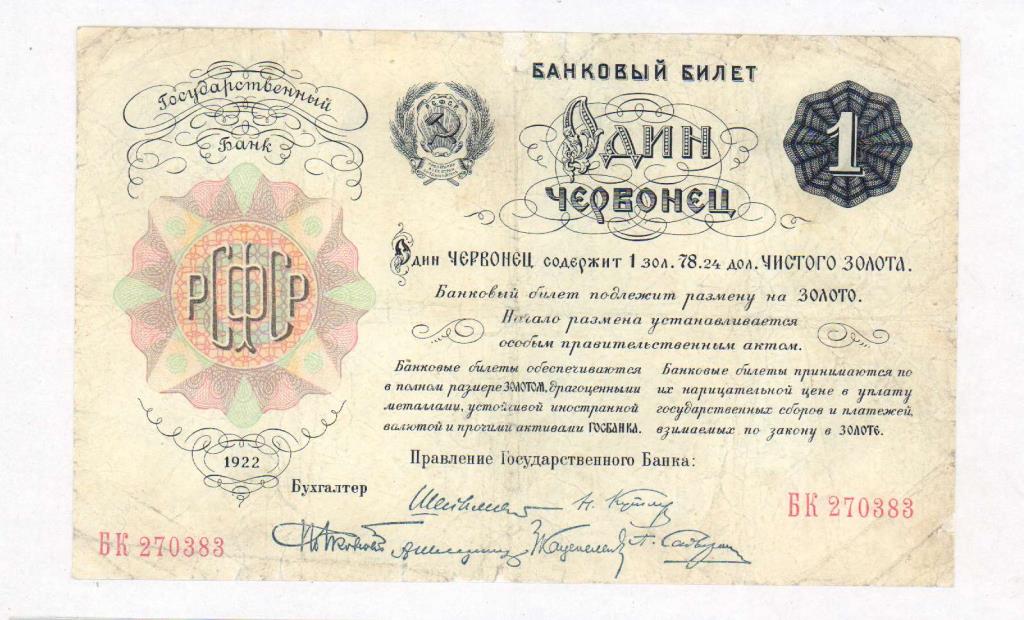 Государственный
Банк
РСФСР
1922
Бухгалтер
БК 270383
БАНКОВЫЙ БИЛЕТ
РСФСР
Один
ЧЕРВОНЕЦ
1
Один ЧЕРВОНЕЦ содержит 1 зол. 78.24 дол. ЧИСТОГО ЗОЛОТА.
Банковый билет подлежит размену на ЗОЛОТО.
Начало размена устанавливается
особым правительственным актом.
Банковые билеты обеспечиваются
в полном размере ЗОЛОТОМ, драгоценными
металлами, устойчивой иностранной
валютой и прочими активами ГОСБАНКА.
Банковые билеты принимаются по
их нарицательной цене в уплату
государственных сборов и платежей,
взимаемых по закону в ЗОЛОТЕ.
Правление Государственного Банка:
БК 270383